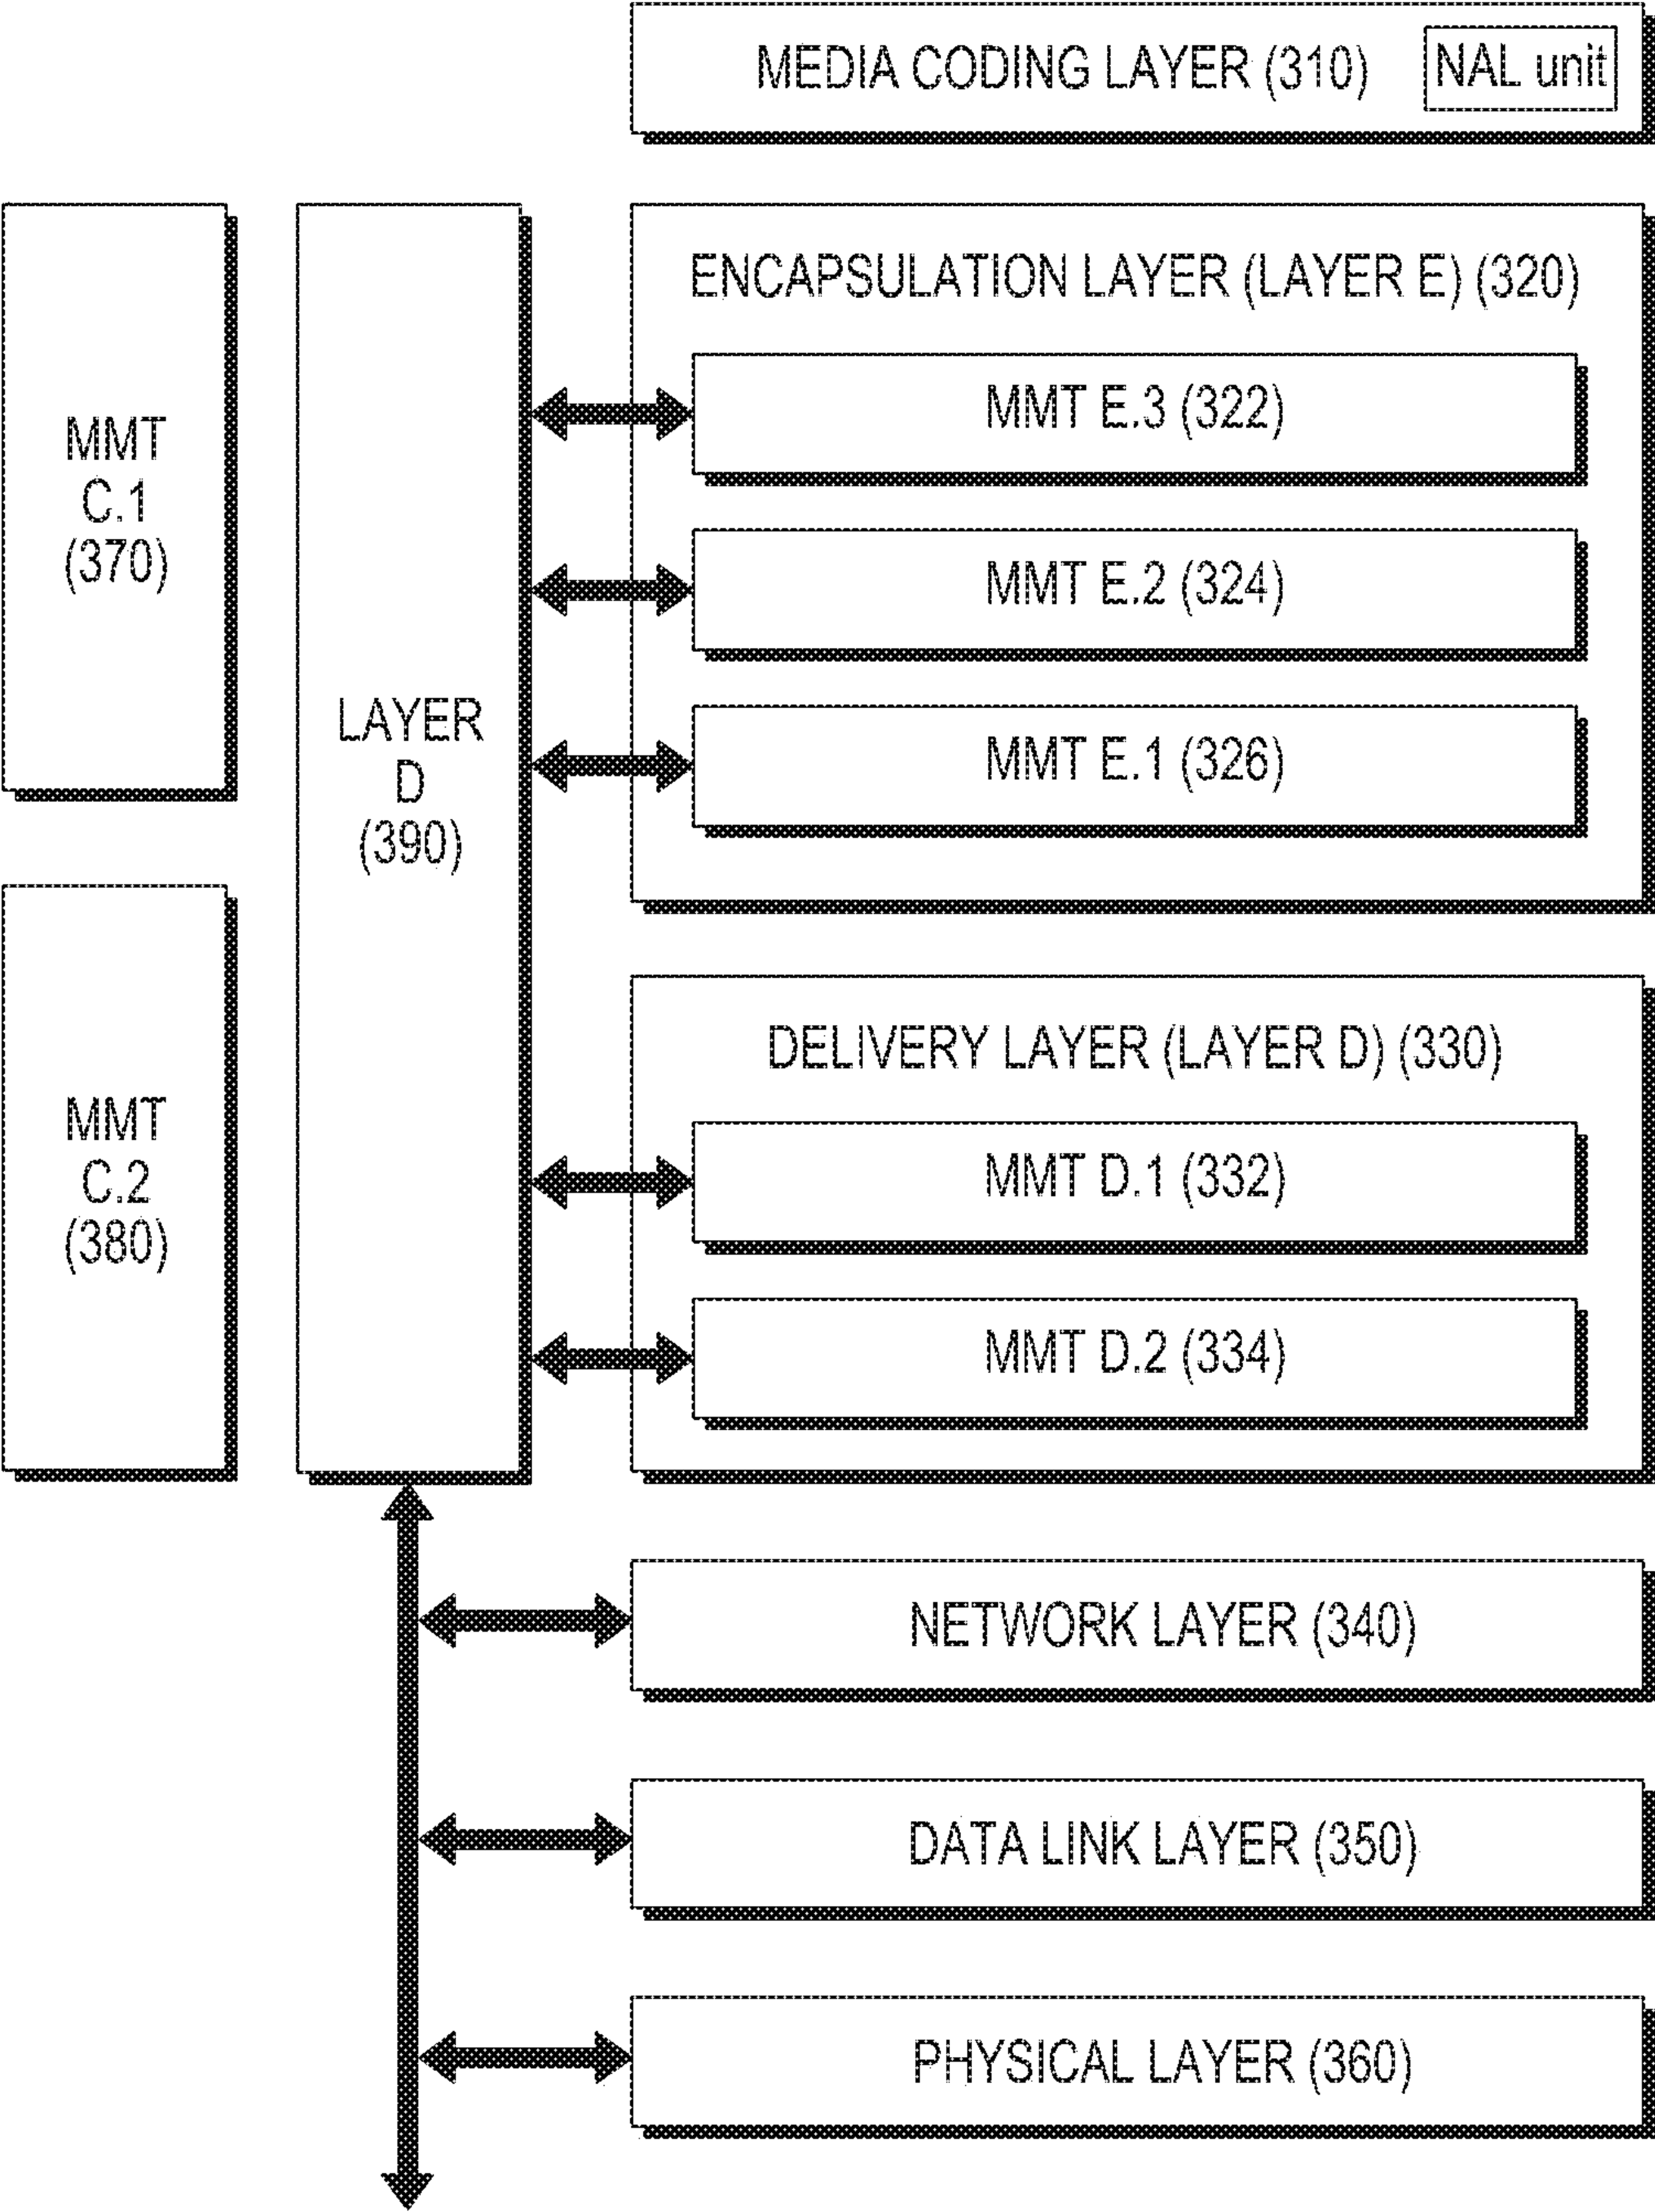 MEDIA CODING LAYER (310)
NAL unit
ENCAPSULATION LAYER (LAYER E) (320)
MMT E.3 (322)
MMT E.2 (324)
MMT E.1 (326)
MMT
C.1
(370)
LAYER
D
(390)
MMT
C.2
(380)
DELIVERY LAYER (LAYER D) (330)
MMT D.1 (332)
MMT D.2 (334)
NETWORK LAYER (340)
DATA LINK LAYER (350)
PHYSICAL LAYER (360)